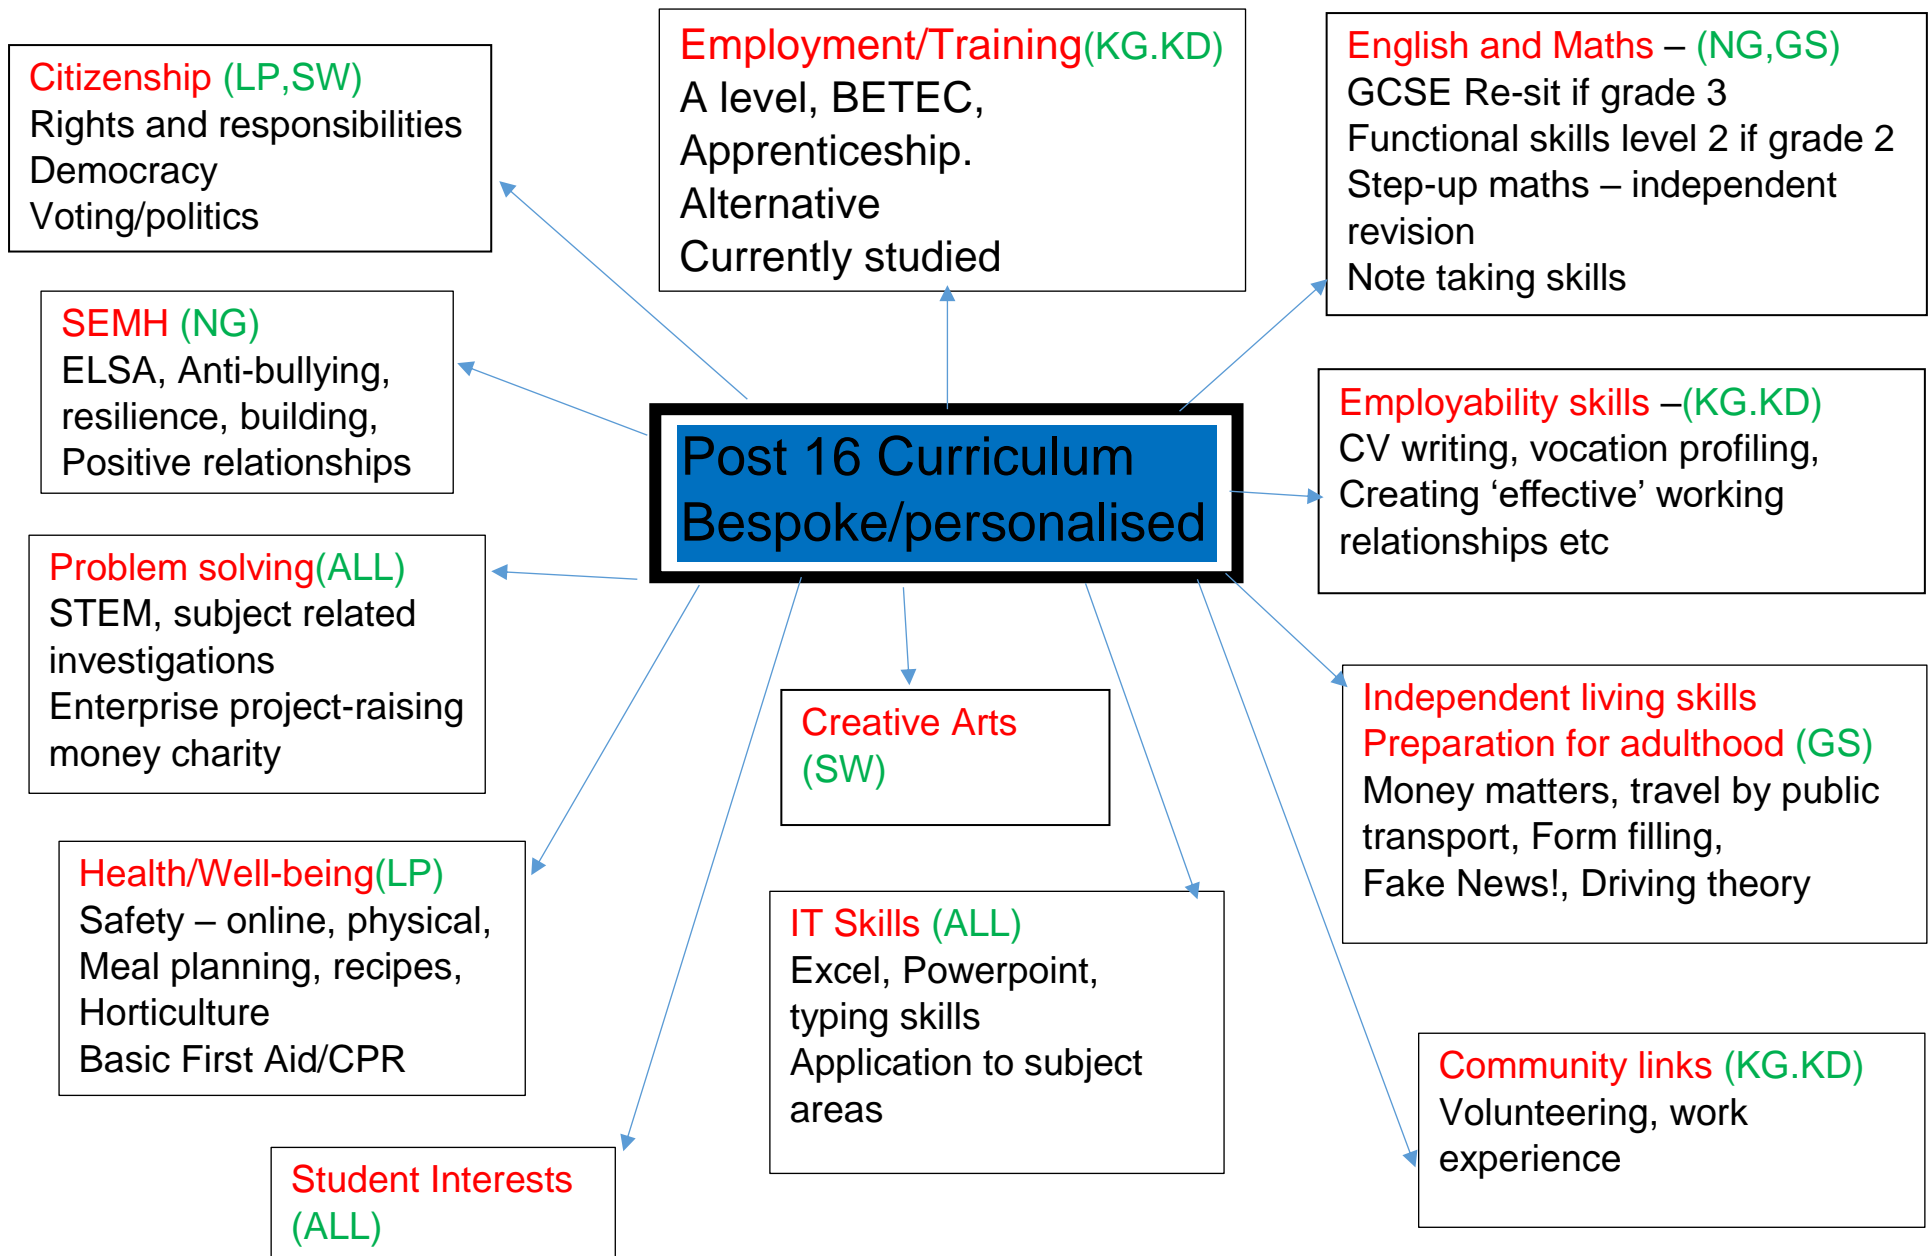 Citizenship (LP,SW)
Rights and responsibilities
Democracy
Voting/politics
Employment/Training(KG.KD)
A level, BETEC,
Apprenticeship.
Alternative
Currently studied
English and Maths – (NG,GS)
GCSE Re-sit if grade 3
Functional skills level 2 if grade 2
Step-up maths – independent
revision
Note taking skills
SEMH (NG)
ELSA, Anti-bullying,
resilience, building,
Positive relationships
Post 16 Curriculum
Bespoke/personalised
Employability skills –(KG.KD)
CV writing, vocation profiling,
Creating ‘effective’ working
relationships etc
Problem solving(ALL)
STEM, subject related
investigations
Enterprise project-raising
money charity
Creative Arts
(SW)
Independent living skills
Preparation for adulthood (GS)
Money matters, travel by public
transport, Form filling,
Fake News!, Driving theory
Health/Well-being(LP)
Safety – online, physical,
Meal planning, recipes,
Horticulture
Basic First Aid/CPR
IT Skills (ALL)
Excel, Powerpoint,
typing skills
Application to subject
areas
Community links (KG.KD)
Volunteering, work
experience
Student Interests
(ALL)